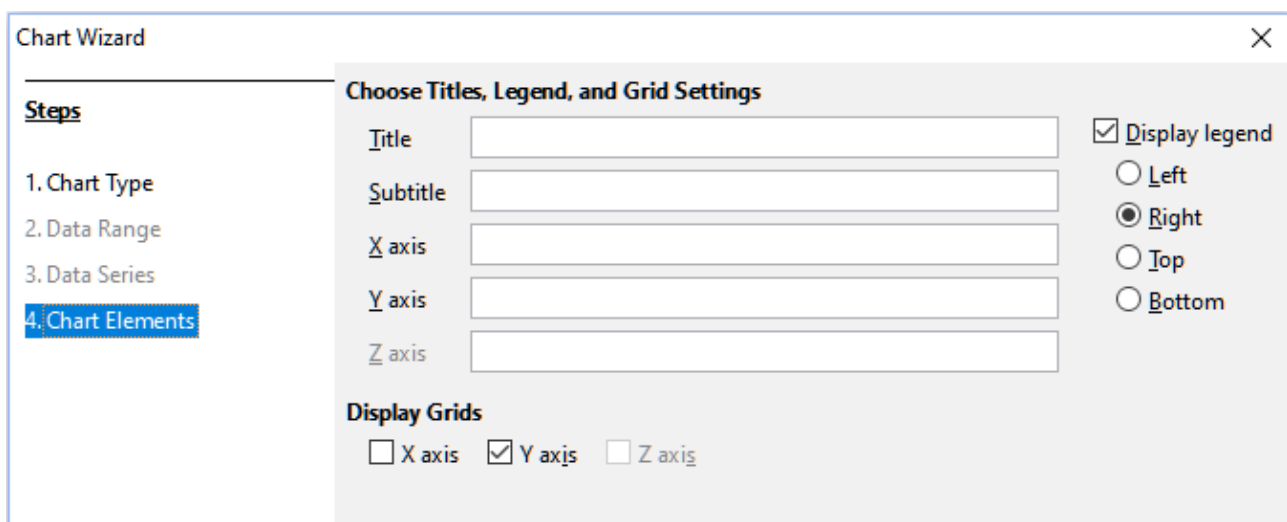 Chart Wizard
Steps
1. Chart Type
2. Data Range
3. Data Series
4. Chart Elements
Choose Titles, Legend, and Grid Settings
Title
Subtitle
X axis
Y axis
Z axis
Display legend
Left
Right
Top
Bottom
Display Grids
X axis Y axis Z axis